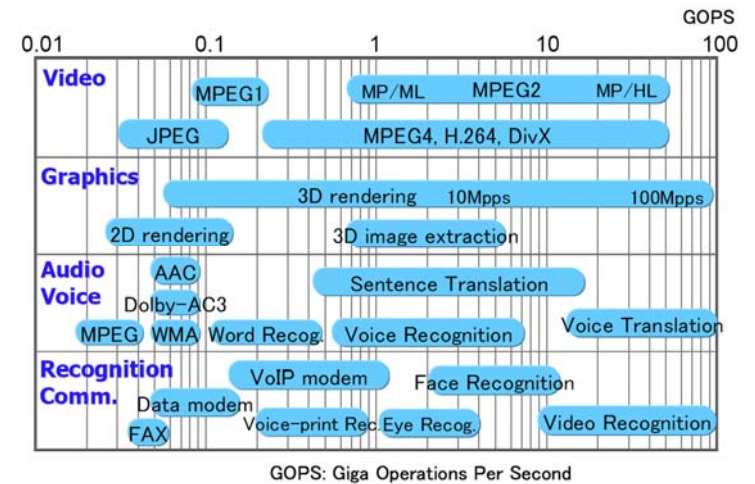 GOPS
0.01 0.1 1 10 100
Video
MPEG1 MP/ML MPEG2 MP/HL
JPEG MPEG4, H.264, DivX
Graphics
3D rendering 10Mpps 100Mpps
2D rendering 3D image extraction
Audio
Voice
AAC Sentence Translation
Dolby-AC3
MPEG WMA Word Recog. Voice Recognition Voice Translation
Recognition
Comm.
VoIP modem Face Recognition
Data modem
FAX Voice-print Rec. Eye Recog. Video Recognition
GOPS: Giga Operations Per Second